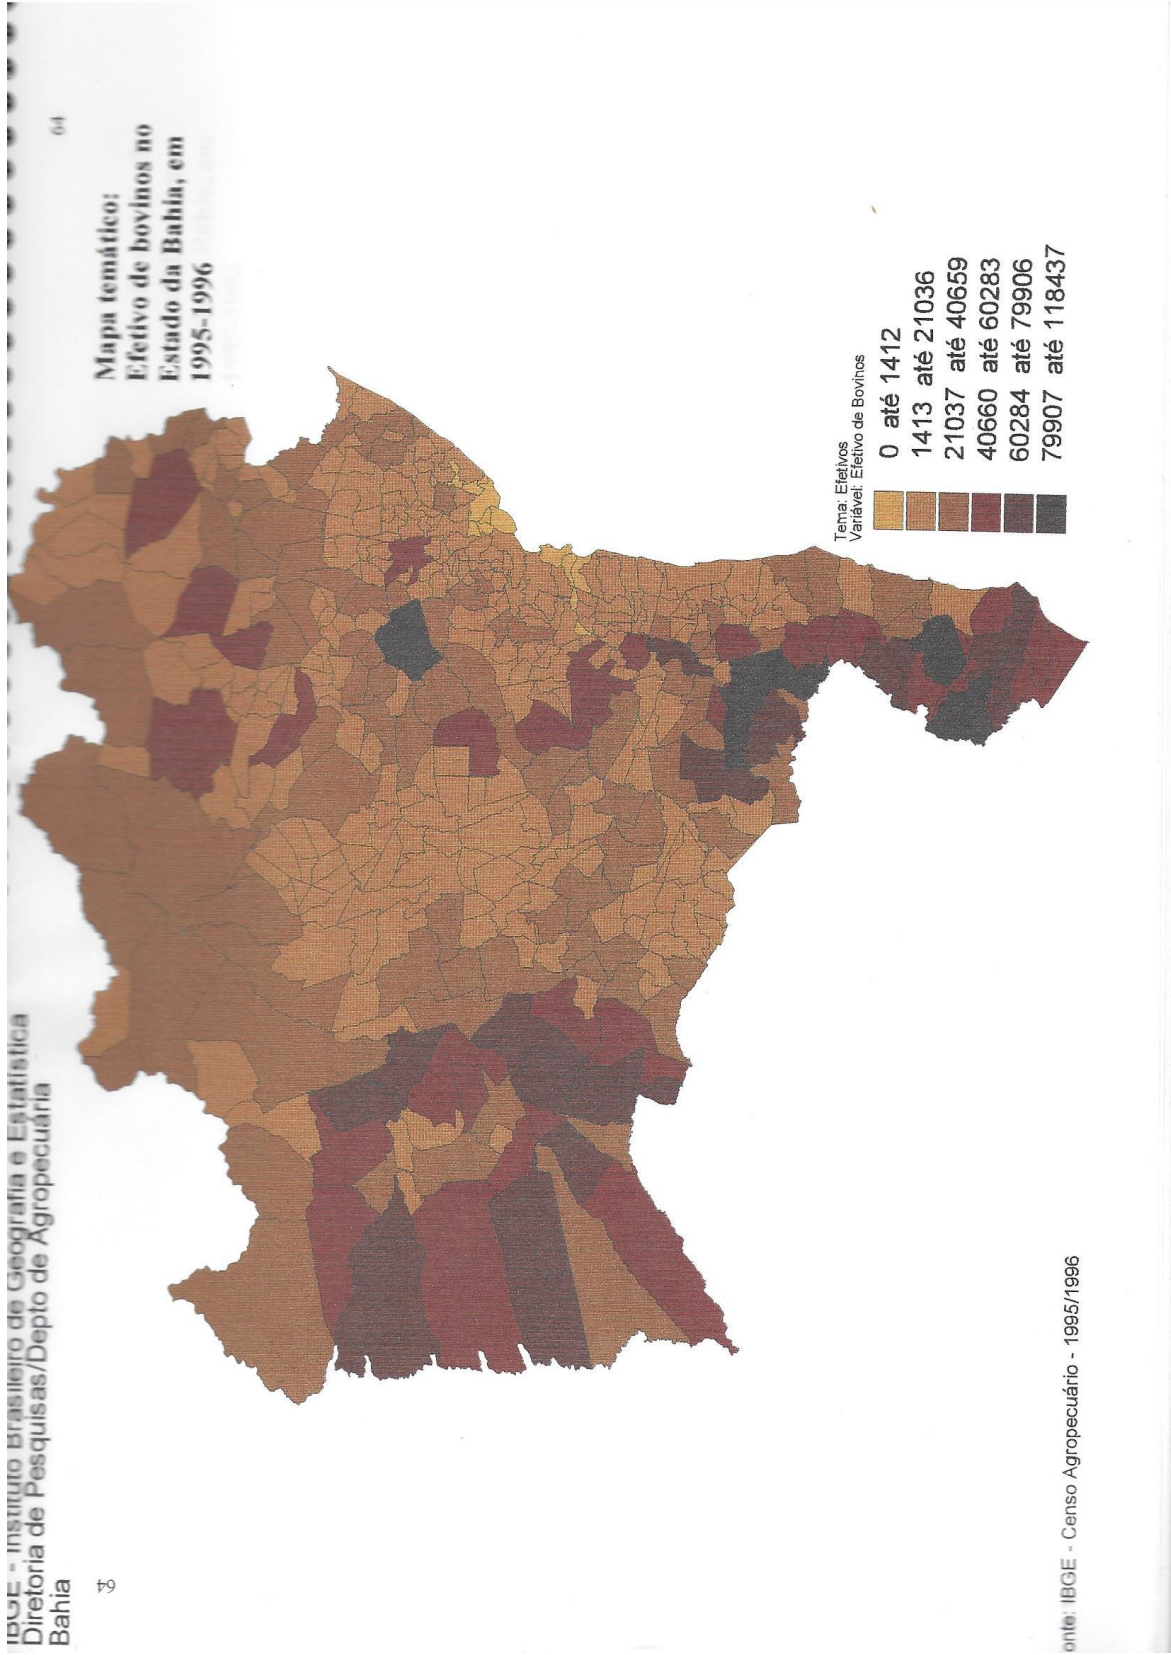 IBGE - Instituto Brasileiro de Geografia e Estatística
Diretoria de Pesquisas/Depto de Agropecuária
Bahia
64
64
Mapa temático:
Efetivo de bovinos no
Estado da Bahia, em
1995-1996
Tema: Efetivos
Variável: Efetivo de Bovinos
0 até 1412
1413 até 21036
21037 até 40659
40660 até 60283
60284 até 79906
79907 até 118437
onte: IBGE - Censo Agropecuário - 1995/1996